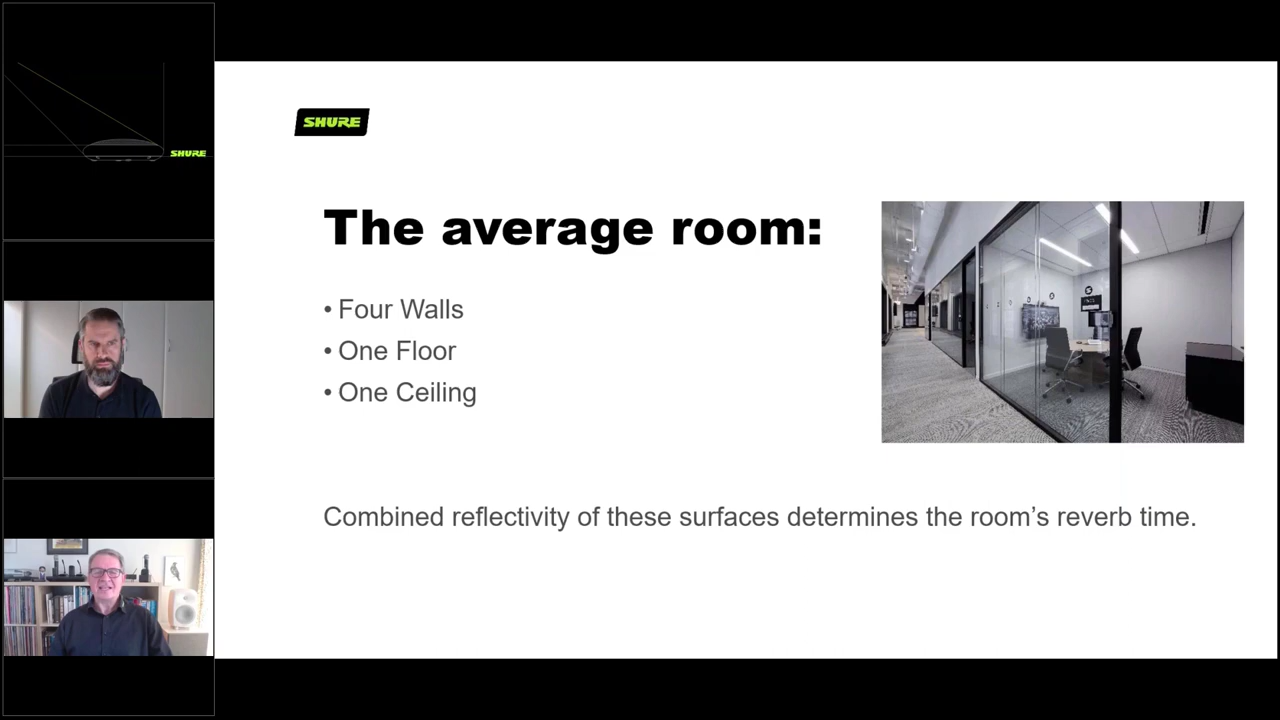 SHURE
SHURE
The average room:
• Four Walls
• One Floor
• One Ceiling
Combined reflectivity of these surfaces determines the room’s reverb time.